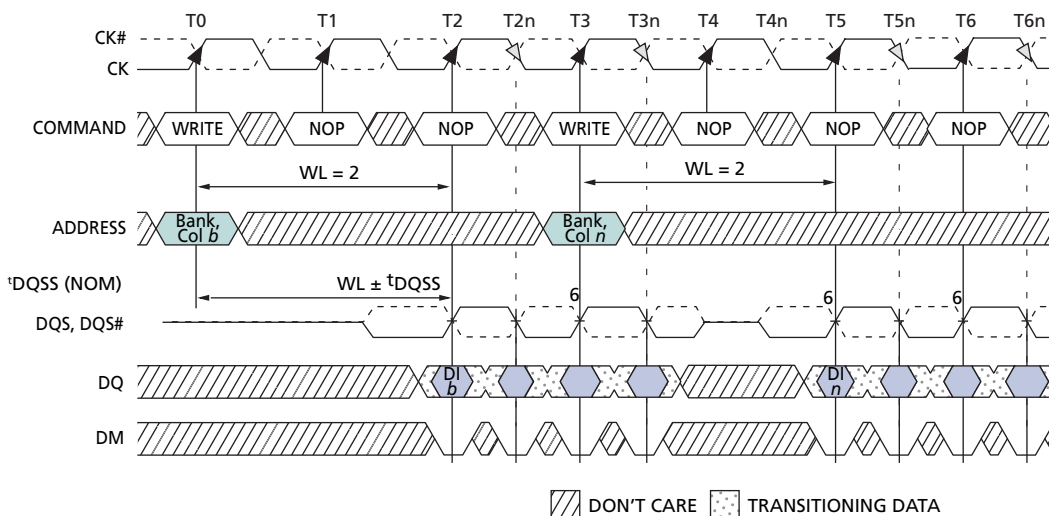 T0 T1 T2 T2n T3 T3n T4 T4n T5 T5n T6 T6n
CK#
CK
COMMAND WRITE NOP NOP WRITE NOP NOP NOP
WL = 2 WL = 2
ADDRESS Bank, Col b Bank, Col n
tDQSS (NOM) WL ± tDQSS 6 6 6
DQS, DQS#
DQ DI b DI n
DM
DON'T CARE TRANSITIONING DATA